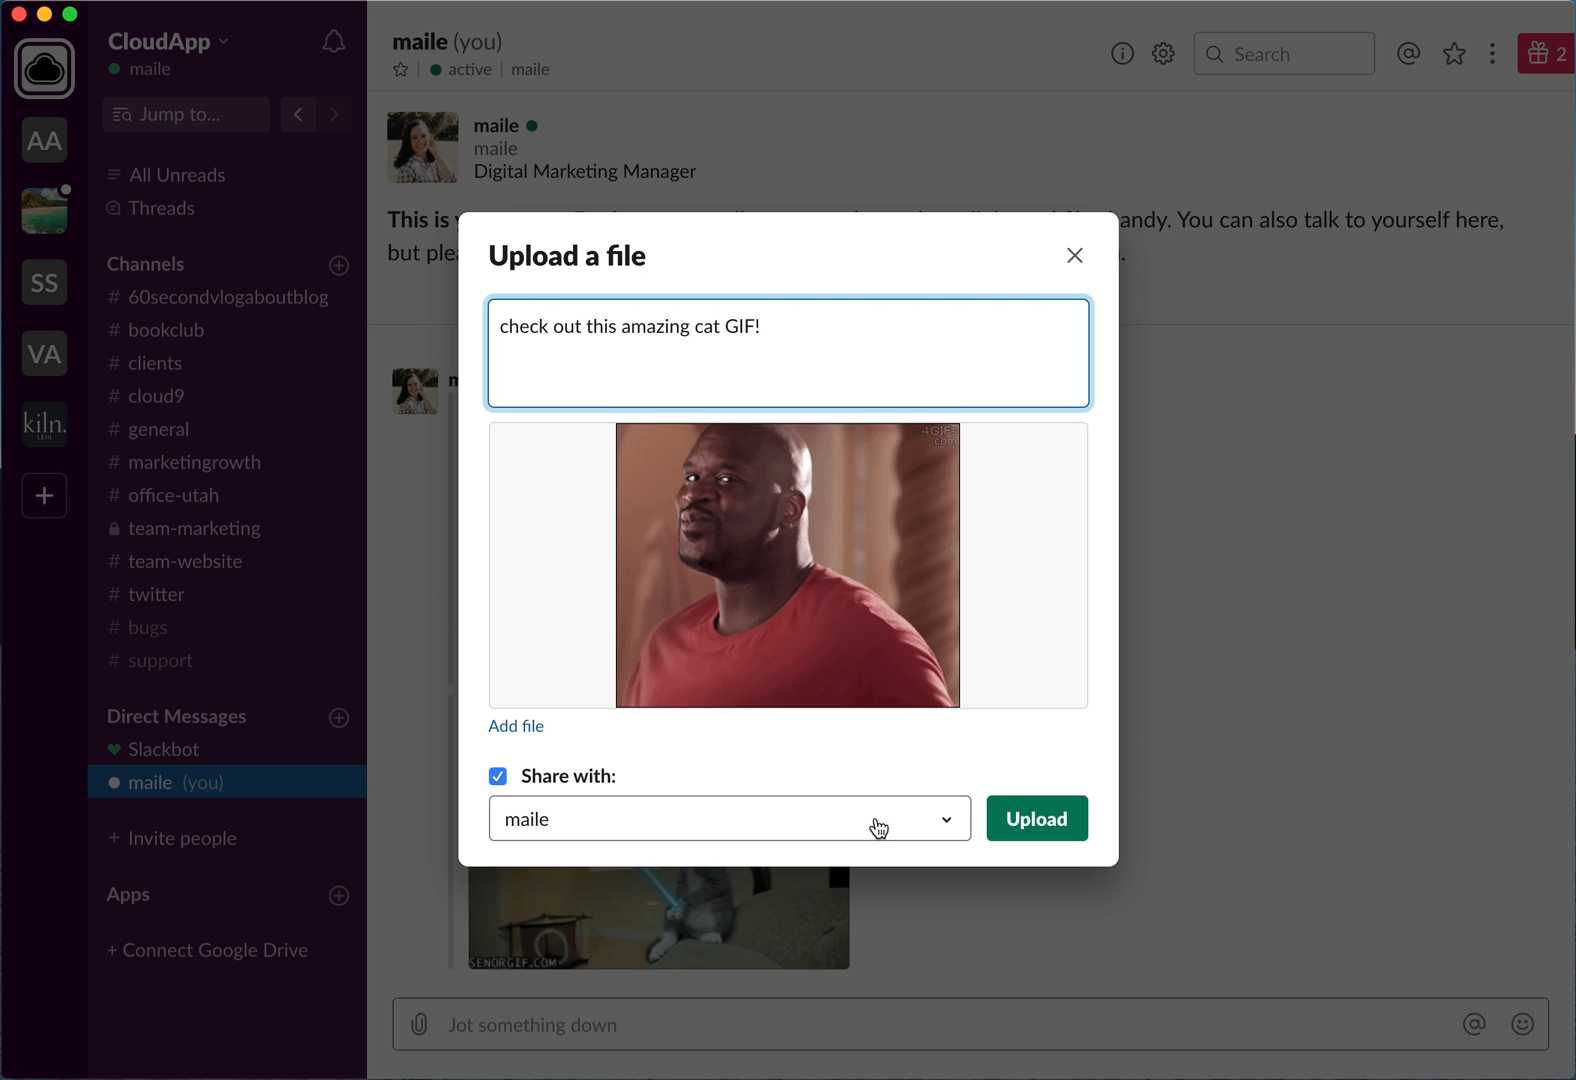 CloudApp
maile
Jump to...
AA
SS
VA
kiln.
LEHI
All Unreads
Threads
Channels
# 60secondvlogaboutblog
# bookclub
# clients
# cloud9
# general
# marketingrowth
# office-utah
team-marketing
# team-website
# twitter
# bugs
# support
Direct Messages
Slackbot
maile (you)
+ Invite people
Apps
+ Connect Google Drive
maile (you)
active | maile
Search
2
maile
maile
Digital Marketing Manager
This is
andy. You can also talk to yourself here,
but
Upload a file
check out this amazing cat GIF!
4GIFS
.com
Add file
Share with:
maile
Upload
SENORGIF.COM
Jot something down